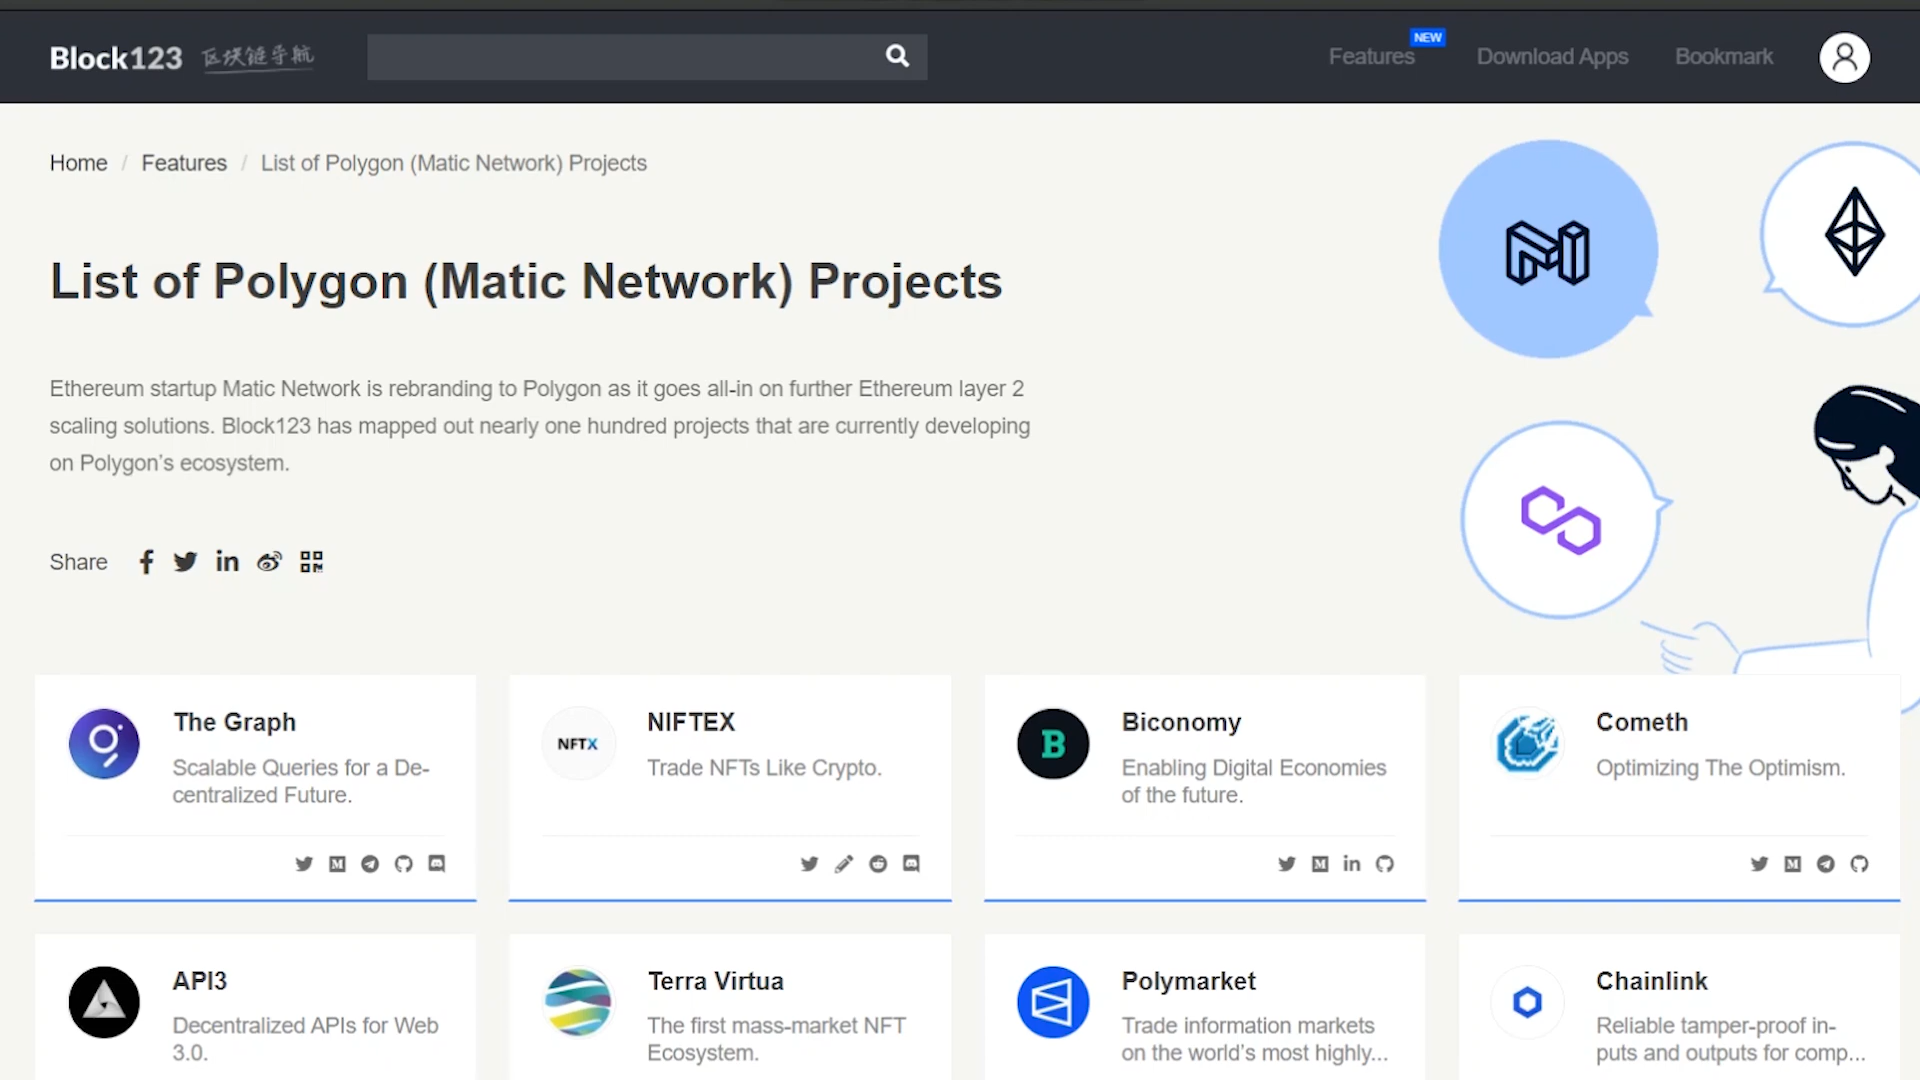 Block123 区块链导航
NEW
Features Download Apps Bookmark
Home / Features / List of Polygon (Matic Network) Projects
List of Polygon (Matic Network) Projects
Ethereum startup Matic Network is rebranding to Polygon as it goes all-in on further Ethereum layer 2
scaling solutions. Block123 has mapped out nearly one hundred projects that are currently developing
on Polygon’s ecosystem.
Share
The Graph
Scalable Queries for a De-
centralized Future.
NFTX
NIFTEX
Trade NFTs Like Crypto.
B
Biconomy
Enabling Digital Economies
of the future.
Cometh
Optimizing The Optimism.
API3
Decentralized APIs for Web
3.0.
Terra Virtua
The first mass-market NFT
Ecosystem.
Polymarket
Trade information markets
on the world’s most highly...
Chainlink
Reliable tamper-proof in-
puts and outputs for comp...